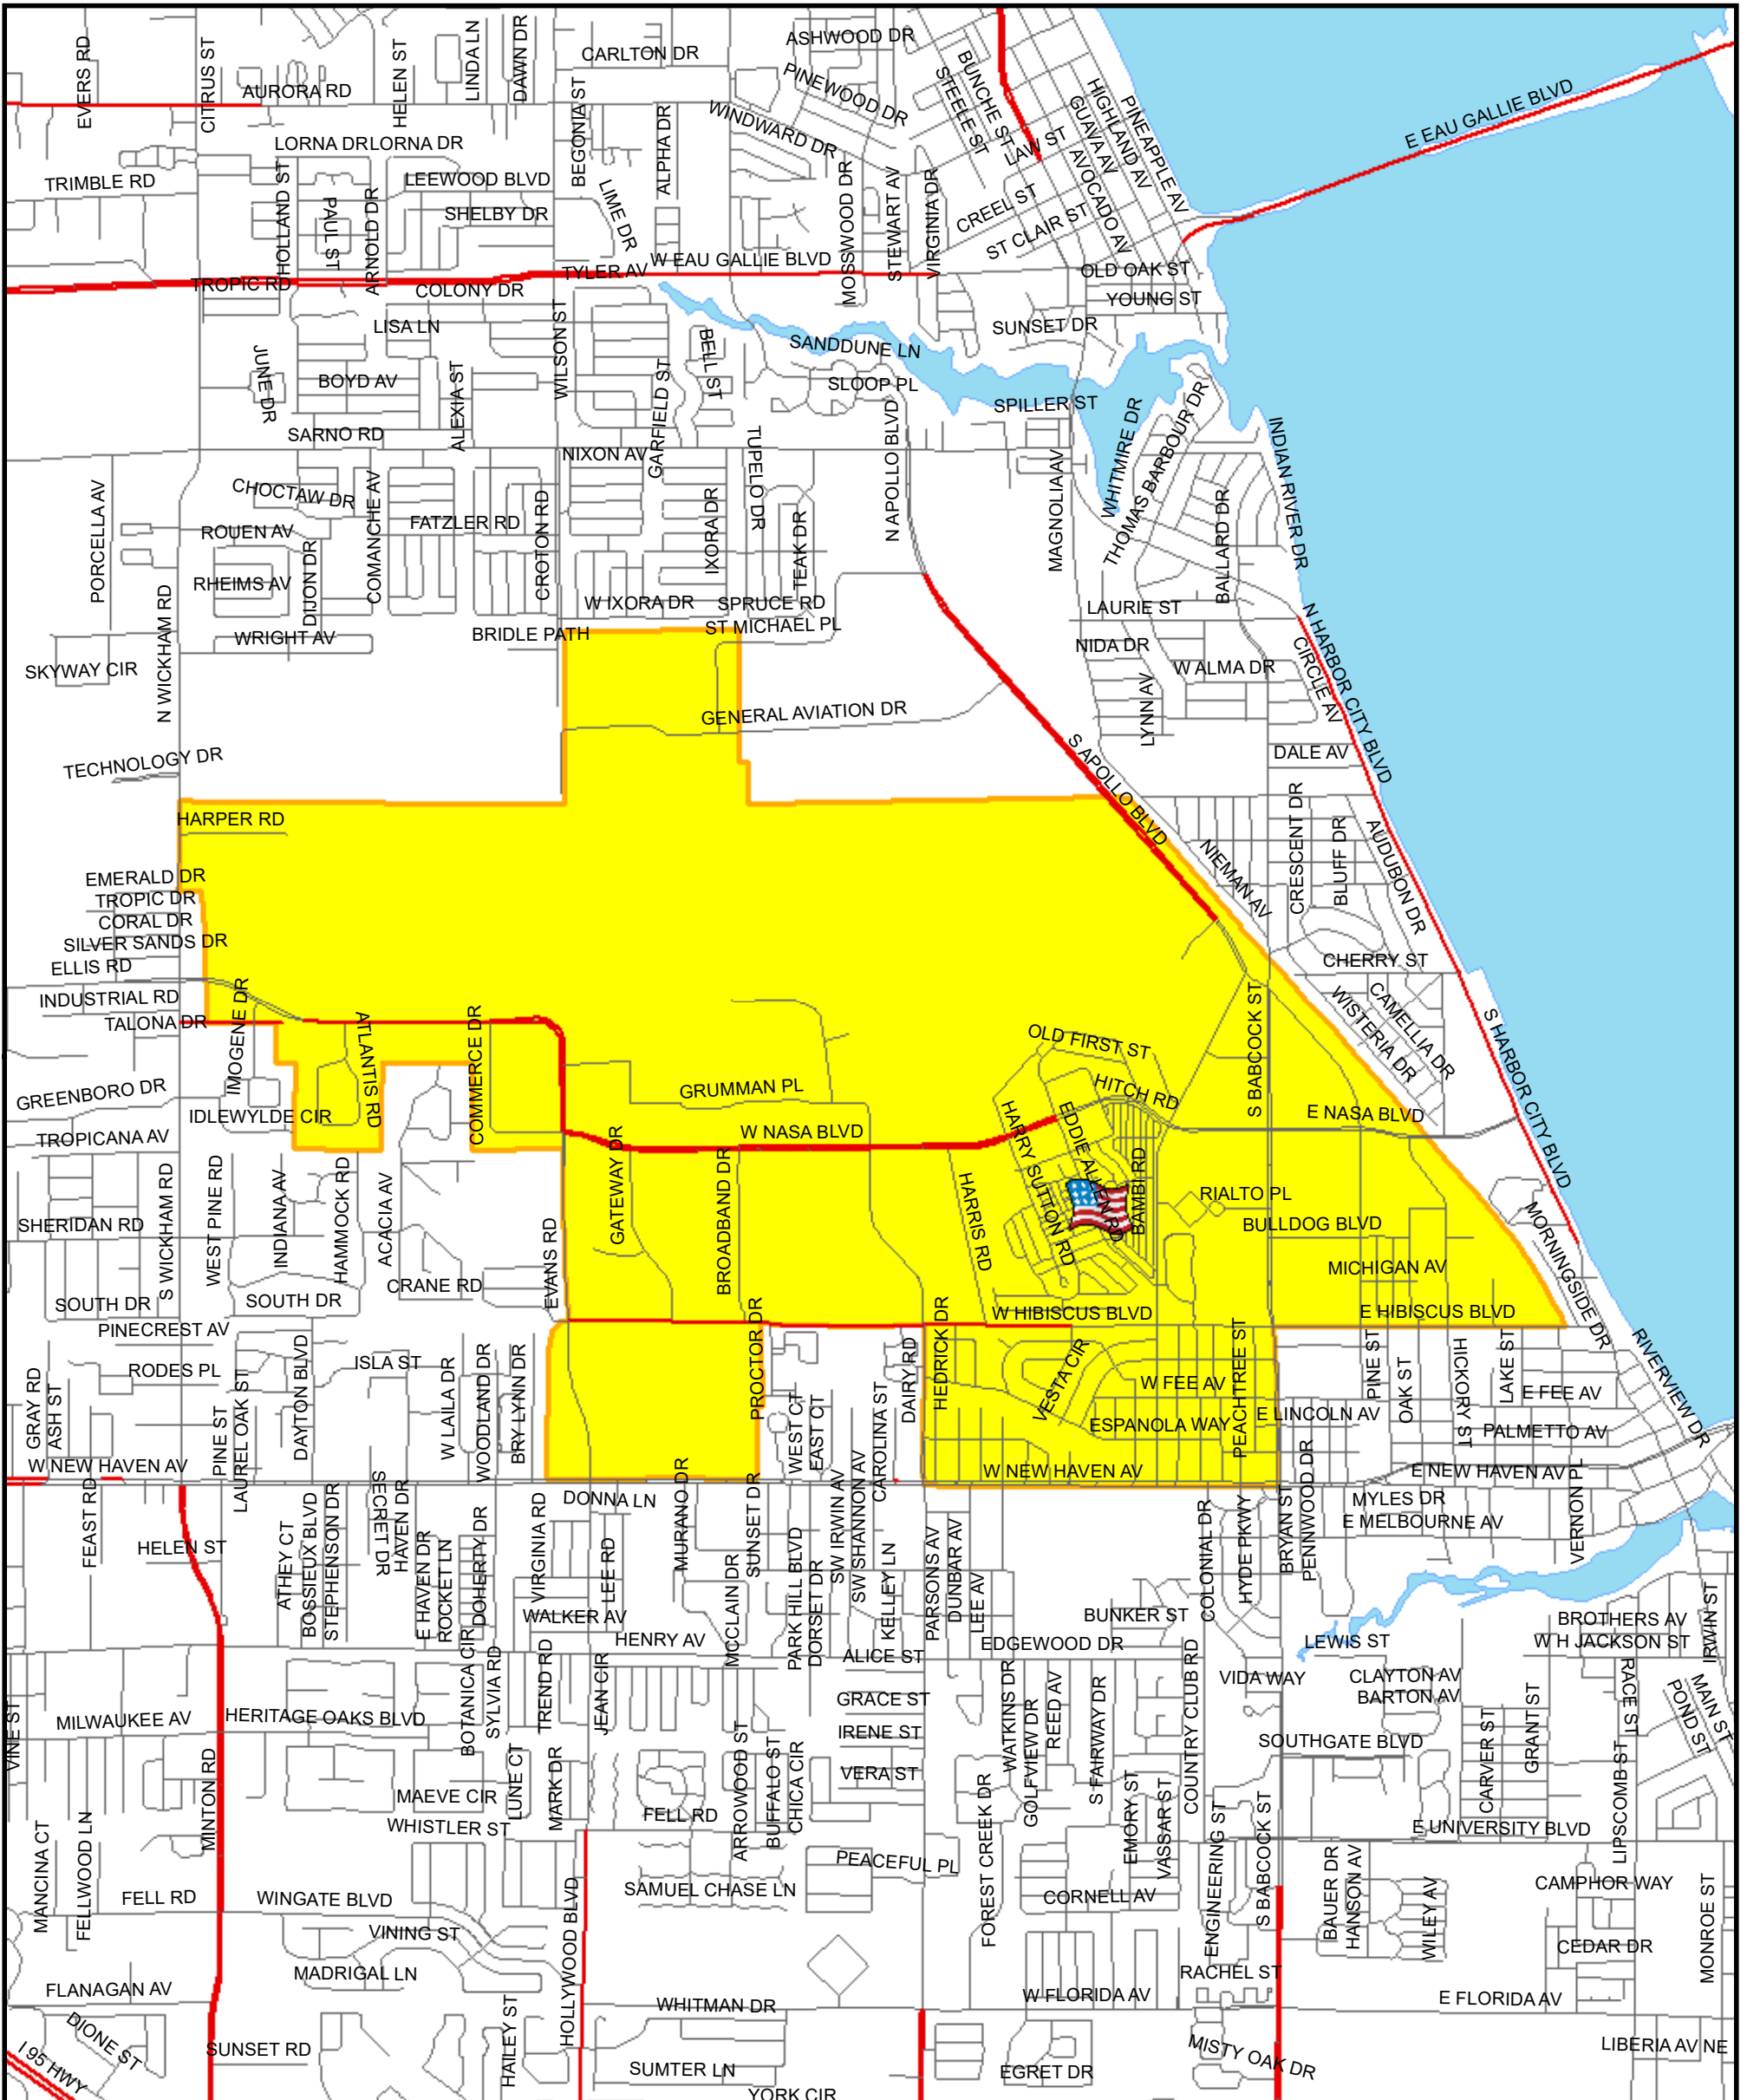 ASHWOOD DR
CARLTON DR
EVERS RD
CITRUS ST
HELEN ST
LINDA LN
DAWN DR
BEGONIA ST
AURORA RD
PINEWOOD DR
WINDWARD DR
ALPHA DR
STEELE ST
BUNCHE ST
LAW ST
GUAVA AV
HIGHLAND AV
PINEAPPLE AV
AVOCADO AV
E EAU GALLIE BLVD
LORNA DR
LORNA DR
TRIMBLE RD
HOLLAND ST
PAUL ST
ARNOLD DR
LEEWOOD BLVD
SHELBY DR
LIME DR
MOSSWOOD DR
STEWART AV
VIRGINIA DR
CREEL ST
ST CLAIR ST
W EAU GALLIE BLVD
TYLER AV
TROPIC RD
COLONY DR
OLD OAK ST
YOUNG ST
SUNSET DR
LISA LN
WILSON ST
JUNE DR
BOYD AV
ALEXIA ST
GARFIELD ST
BELL ST
SANDDUNE LN
SLOOP PL
SPILLER ST
SARNO RD
NIXON AV
TUPELO DR
N APOLLO BLVD
MAGNOLIA AV
WHITMIRE DR
THOMAS BARBOUR DR
INDIAN RIVER DR
BALLARD DR
PORCELLA AV
CHOCTAW DR
ROUEN AV
COMANCHE AV
FATZLER RD
CROTON RD
IXORA DR
TEAK DR
RHEIMS AV
DIJON DR
N WICKHAM RD
WRIGHT AV
BRIDLE PATH
W IXORA DR
SPRUCE RD
ST MICHAEL PL
SKYWAY CIR
LAURIE ST
NIDA DR
W ALMA DR
LYNN AV
CIRCLE AV
N HARBOR CITY BLVD
GENERAL AVIATION DR
TECHNOLOGY DR
S APOLLO BLVD
DALE AV
HARPER RD
NIEMAN AV
CRESCENT DR
BLUFF DR
AUDUBON DR
EMERALD DR
TROPIC DR
CORAL DR
SILVER SANDS DR
ELLIS RD
INDUSTRIAL RD
TALONA DR
CHERRY ST
WISTERIA DR
CAMELLIA DR
S HARBOR CITY BLVD
IMOGENE DR
ATLANTIS RD
COMMERCE DR
GREENBORO DR
IDLEWYLDE CIR
TROPICANA AV
OLD FIRST ST
HITCH RD
S BABCOCK ST
GRUMMAN PL
W NASA BLVD
E NASA BLVD
HARRY SUTTON RD
EDDIE ALLEN RD
BAMBI RD
GATEWAY DR
BROADBAND DR
HARRIS RD
RIALTO PL
BULLDOG BLVD
MICHIGAN AV
MORNINGSIDE DR
SHERIDAN RD
S WICKHAM RD
WEST PINE RD
INDIANA AV
HAMMOCK RD
ACACIA AV
EVANS RD
CRANE RD
SOUTH DR
SOUTH DR
W HIBISCUS BLVD
E HIBISCUS BLVD
PINECREST AV
RODES PL
ISLA ST
DAYTON BLVD
W LAILA DR
WOODLAND DR
BRY LYNN DR
PROCTOR DR
DAIRY RD
HEDRICK DR
VESTA CIR
W FEE AV
ESPANOLA WAY
PEACHTREE ST
PINE ST
OAK ST
HICKORY ST
LAKE ST
E FEE AV
RIVERVIEW DR
E LINCOLN AV
PALMETTO AV
GRAY RD
ASH ST
PINE ST
LAUREL OAK ST
WEST CT
EAST CT
CAROLINA ST
W NEW HAVEN AV
W NEW HAVEN AV
E NEW HAVEN AV
FEAST RD
SECRET DR
HAVEN DR
DONNA LN
MURANO DR
SUNSET DR
SW IRWIN AV
SW SHANNON AV
MYLES DR
E MELBOURNE AV
VERNON PL
HELEN ST
ATHEY CT
BOSSIEUX BLVD
STEPHENSON DR
E HAVEN DR
ROCKET LN
DOHERTY DR
VIRGINIA RD
LEE RD
MCCLAIN DR
PARK HILL BLVD
DORSET DR
KELLEY LN
PARSONS AV
DUNBAR AV
LEE AV
COLONIAL DR
HYDE PKWY
BRYAN ST
PENNWOOD DR
WALKER AV
HENRY AV
ALICE ST
EDGEWOOD DR
BUNKER ST
LEWIS ST
BROTHERS AV
W H JACKSON ST
IRWIN ST
BOTANICA CIR
SYLVIA RD
TREND RD
JEAN CIR
GRACE ST
IRENE ST
VERA ST
WATKINS DR
GOLFVIEW DR
REED AV
S FAIRWAY DR
COUNTRY CLUB RD
VIDA WAY
CLAYTON AV
BARTON AV
RACE ST
POND ST
MAIN ST
VINE ST
MILWAUKEE AV
HERITAGE OAKS BLVD
SOUTHGATE BLVD
CARVER ST
GRANT ST
LIPSCOMB ST
MINTON RD
MAEVE CIR
LUNE CT
MARK DR
WHISTLER ST
FELL RD
ARROWOOD ST
BUFFALO ST
CHICA CIR
FOREST CREEK DR
EMORY ST
VASSAR ST
ENGINEERING ST
S BABCOCK ST
E UNIVERSITY BLVD
MANCINA CT
FELLWOOD LN
PEACEFUL PL
SAMUEL CHASE LN
FELL RD
WINGATE BLVD
VINING ST
HOLLYWOOD BLVD
CORNELL AV
BAUER DR
HANSON AV
WILEY AV
CAMPHOR WAY
CEDAR DR
MONROE ST
MADRIGAL LN
FLANAGAN AV
RACHEL ST
W FLORIDA AV
E FLORIDA AV
DIONE ST
I 95 HWY
SUNSET RD
HAILEY ST
WHITMAN DR
SUMTER LN
YORK CIR
EGRET DR
MISTY OAK DR
LIBERIA AV NE